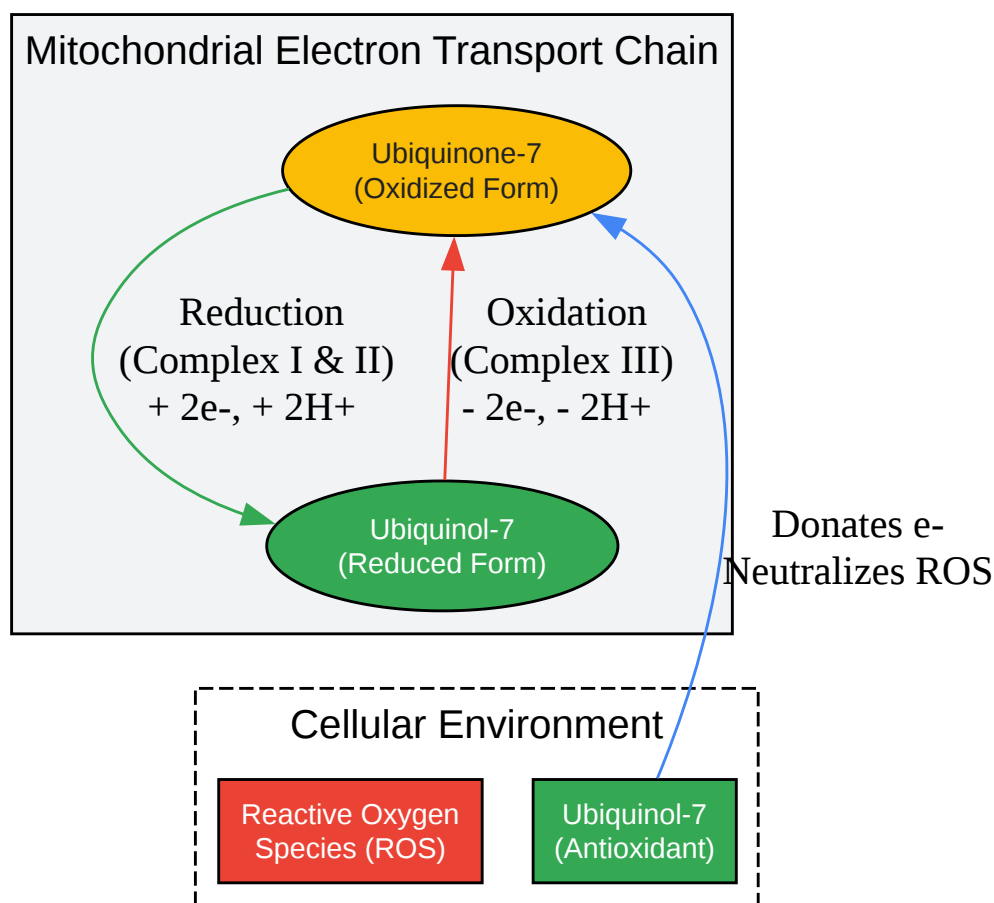 Mitochondrial Electron Transport Chain
Ubiquinone-7
(Oxidized Form)
Reduction
(Complex I & II)
+ 2e-, + 2H+
Oxidation
(Complex III)
- 2e-, - 2H+
Ubiquinol-7
(Reduced Form)
Donates e-
Neutralizes ROS
Cellular Environment
Reactive Oxygen
Species (ROS)
Ubiquinol-7
(Antioxidant)